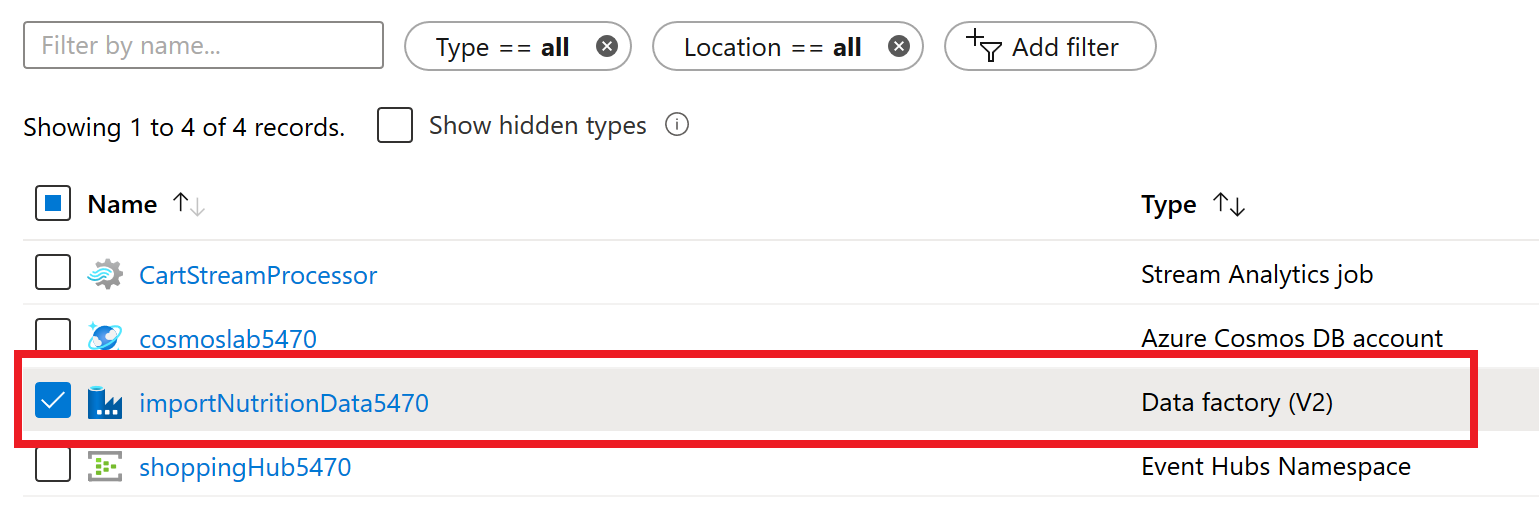 Filter by name... Type == all Location == all Add filter
Showing 1 to 4 of 4 records. Show hidden types
Name Type
CartStreamProcessor Stream Analytics job
cosmoslab5470 Azure Cosmos DB account
importNutritionData5470 Data factory (V2)
shoppingHub5470 Event Hubs Namespace